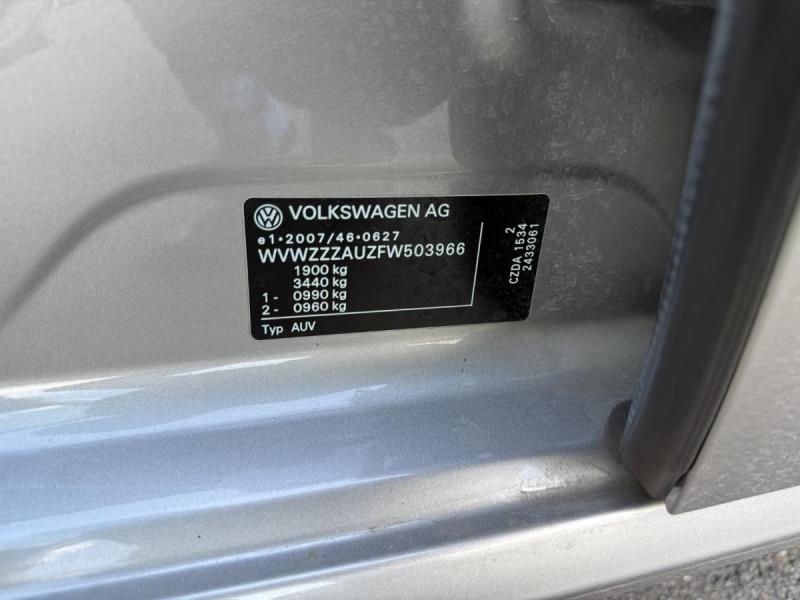 VOLKSWAGEN AG
e1*2007/46*0627
WVWZZZAUZFW503966
1900 kg
3440 kg
1- 0990 kg
2- 0960 kg
Typ AUV
2
CZDA 1534
2433061